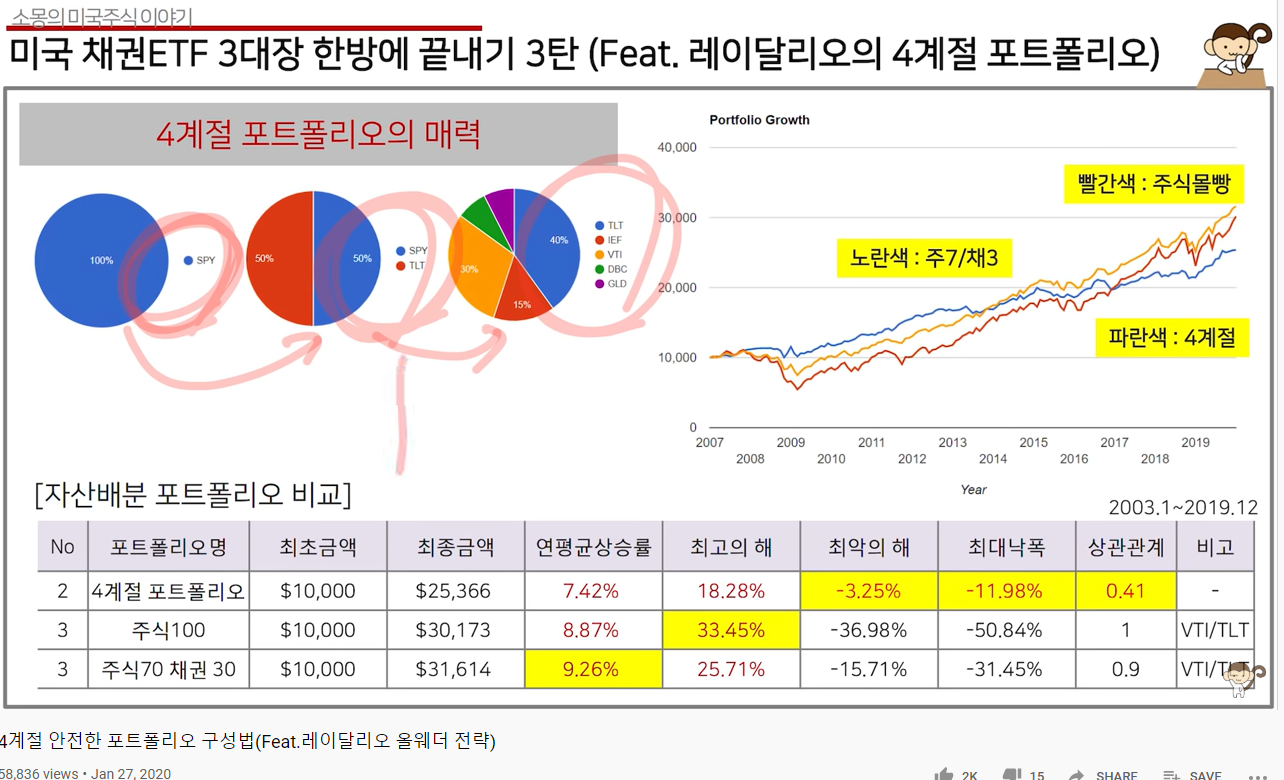 소몽의 미국주식 이야기
미국 채권ETF 3대장 한방에 끝내기 3탄 (Feat. 레이달리오의 4계절 포트폴리오)
4계절 포트폴리오의 매력
100%
SPY
50%
50%
SPY
TLT
40%
15%
30%
TLT
IEF
VTI
DBC
GLD
Portfolio Growth
40,000
30,000
20,000
10,000
0
빨간색 : 주식몰빵
노란색 : 주7/채3
파란색 : 4계절
2007 2009 2011 2013 2015 2017 2019
2008 2010 2012 2014 2016 2018
Year
[자산배분 포트폴리오 비교]
2003.1~2019.12
No 포트폴리오명 최초금액 최종금액 연평균상승률 최고의 해 최악의 해 최대낙폭 상관관계 비고
2 4계절 포트폴리오 $10,000 $25,366 7.42% 18.28% -3.25% -11.98% 0.41 -
3 주식100 $10,000 $30,173 8.87% 33.45% -36.98% -50.84% 1 VTI/TLT
3 주식70 채권 30 $10,000 $31,614 9.26% 25.71% -15.71% -31.45% 0.9 VTI/TLT
4계절 안전한 포트폴리오 구성법(Feat.레이달리오 올웨더 전략)
58,836 views • Jan 27, 2020
2K 15 SHARE SAVE